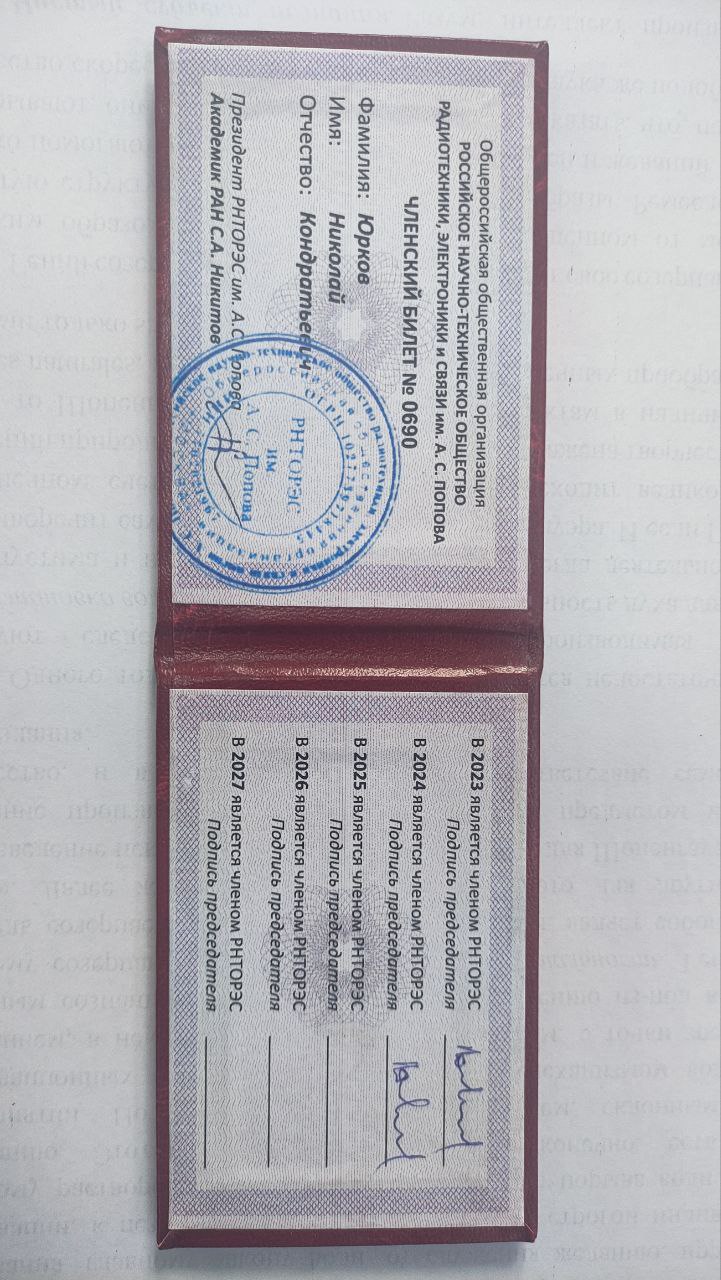 Общероссийская общественная организация
РОССИЙСКОЕ НАУЧНО-ТЕХНИЧЕСКОЕ ОБЩЕСТВО
РАДИОТЕХНИКИ, ЭЛЕКТРОНИКИ и СВЯЗИ им. А. С. ПОПОВА
ЧЛЕНСКИЙ БИЛЕТ № 0690
Фамилия: Юрков
Имя: Николай
Отчество: Кондратьевич
Президент РНТОРЭС им. А.С. Попова
Академик РАН С.А. Никитов
РНТОРЭС
им
А. С. Попова
В 2023 является членом РНТОРЭС
Подпись председателя
В 2024 является членом РНТОРЭС
Подпись председателя
В 2025 является членом РНТОРЭС
Подпись председателя
В 2026 является членом РНТОРЭС
Подпись председателя
В 2027 является членом РНТОРЭС
Подпись председателя